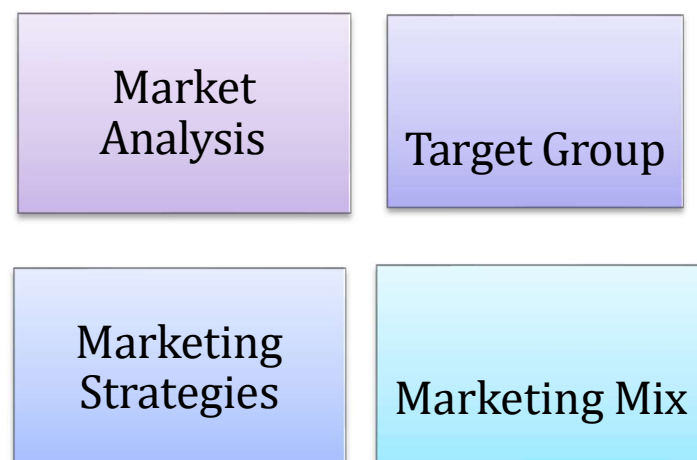 Market
Analysis
Target Group
Marketing
Strategies
Marketing Mix